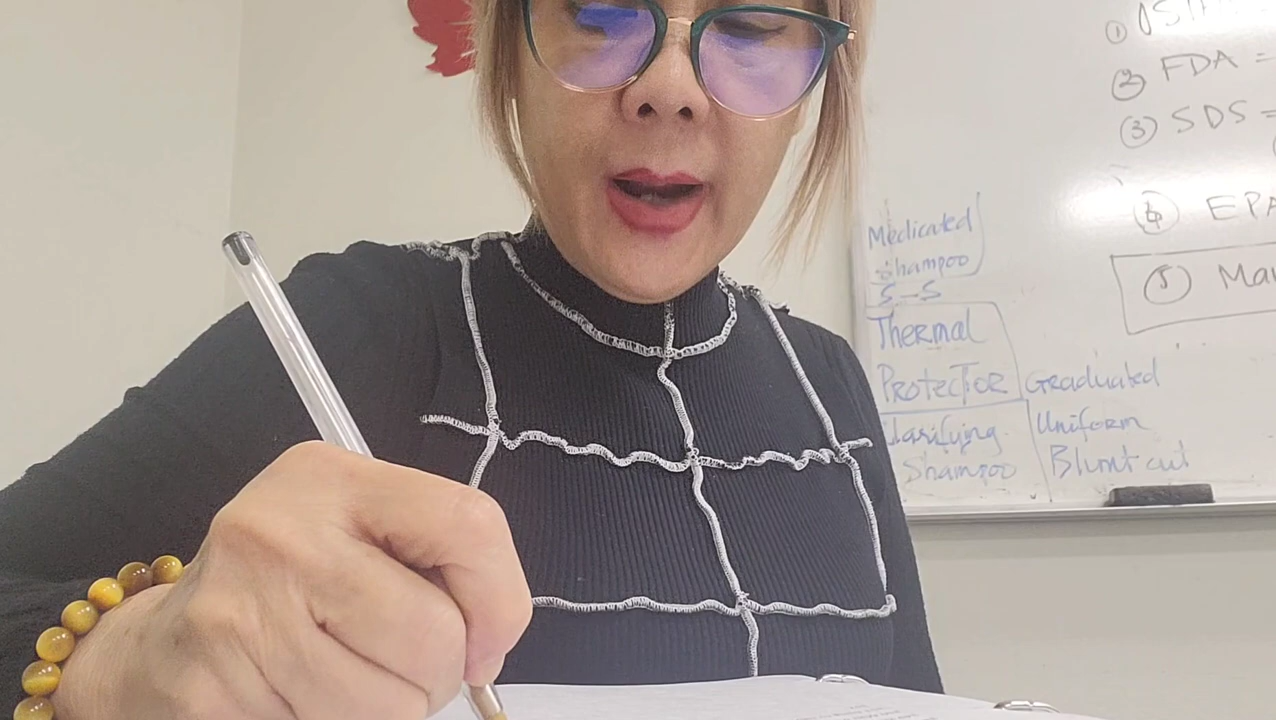 ①
② FDA =
③ SDS =
④ EPA
⑤ Ma
Medicated
Shampoo
S-S
Thermal
Protector
Clarifying
Shampoo
Graduated
Uniform
Blunt cut